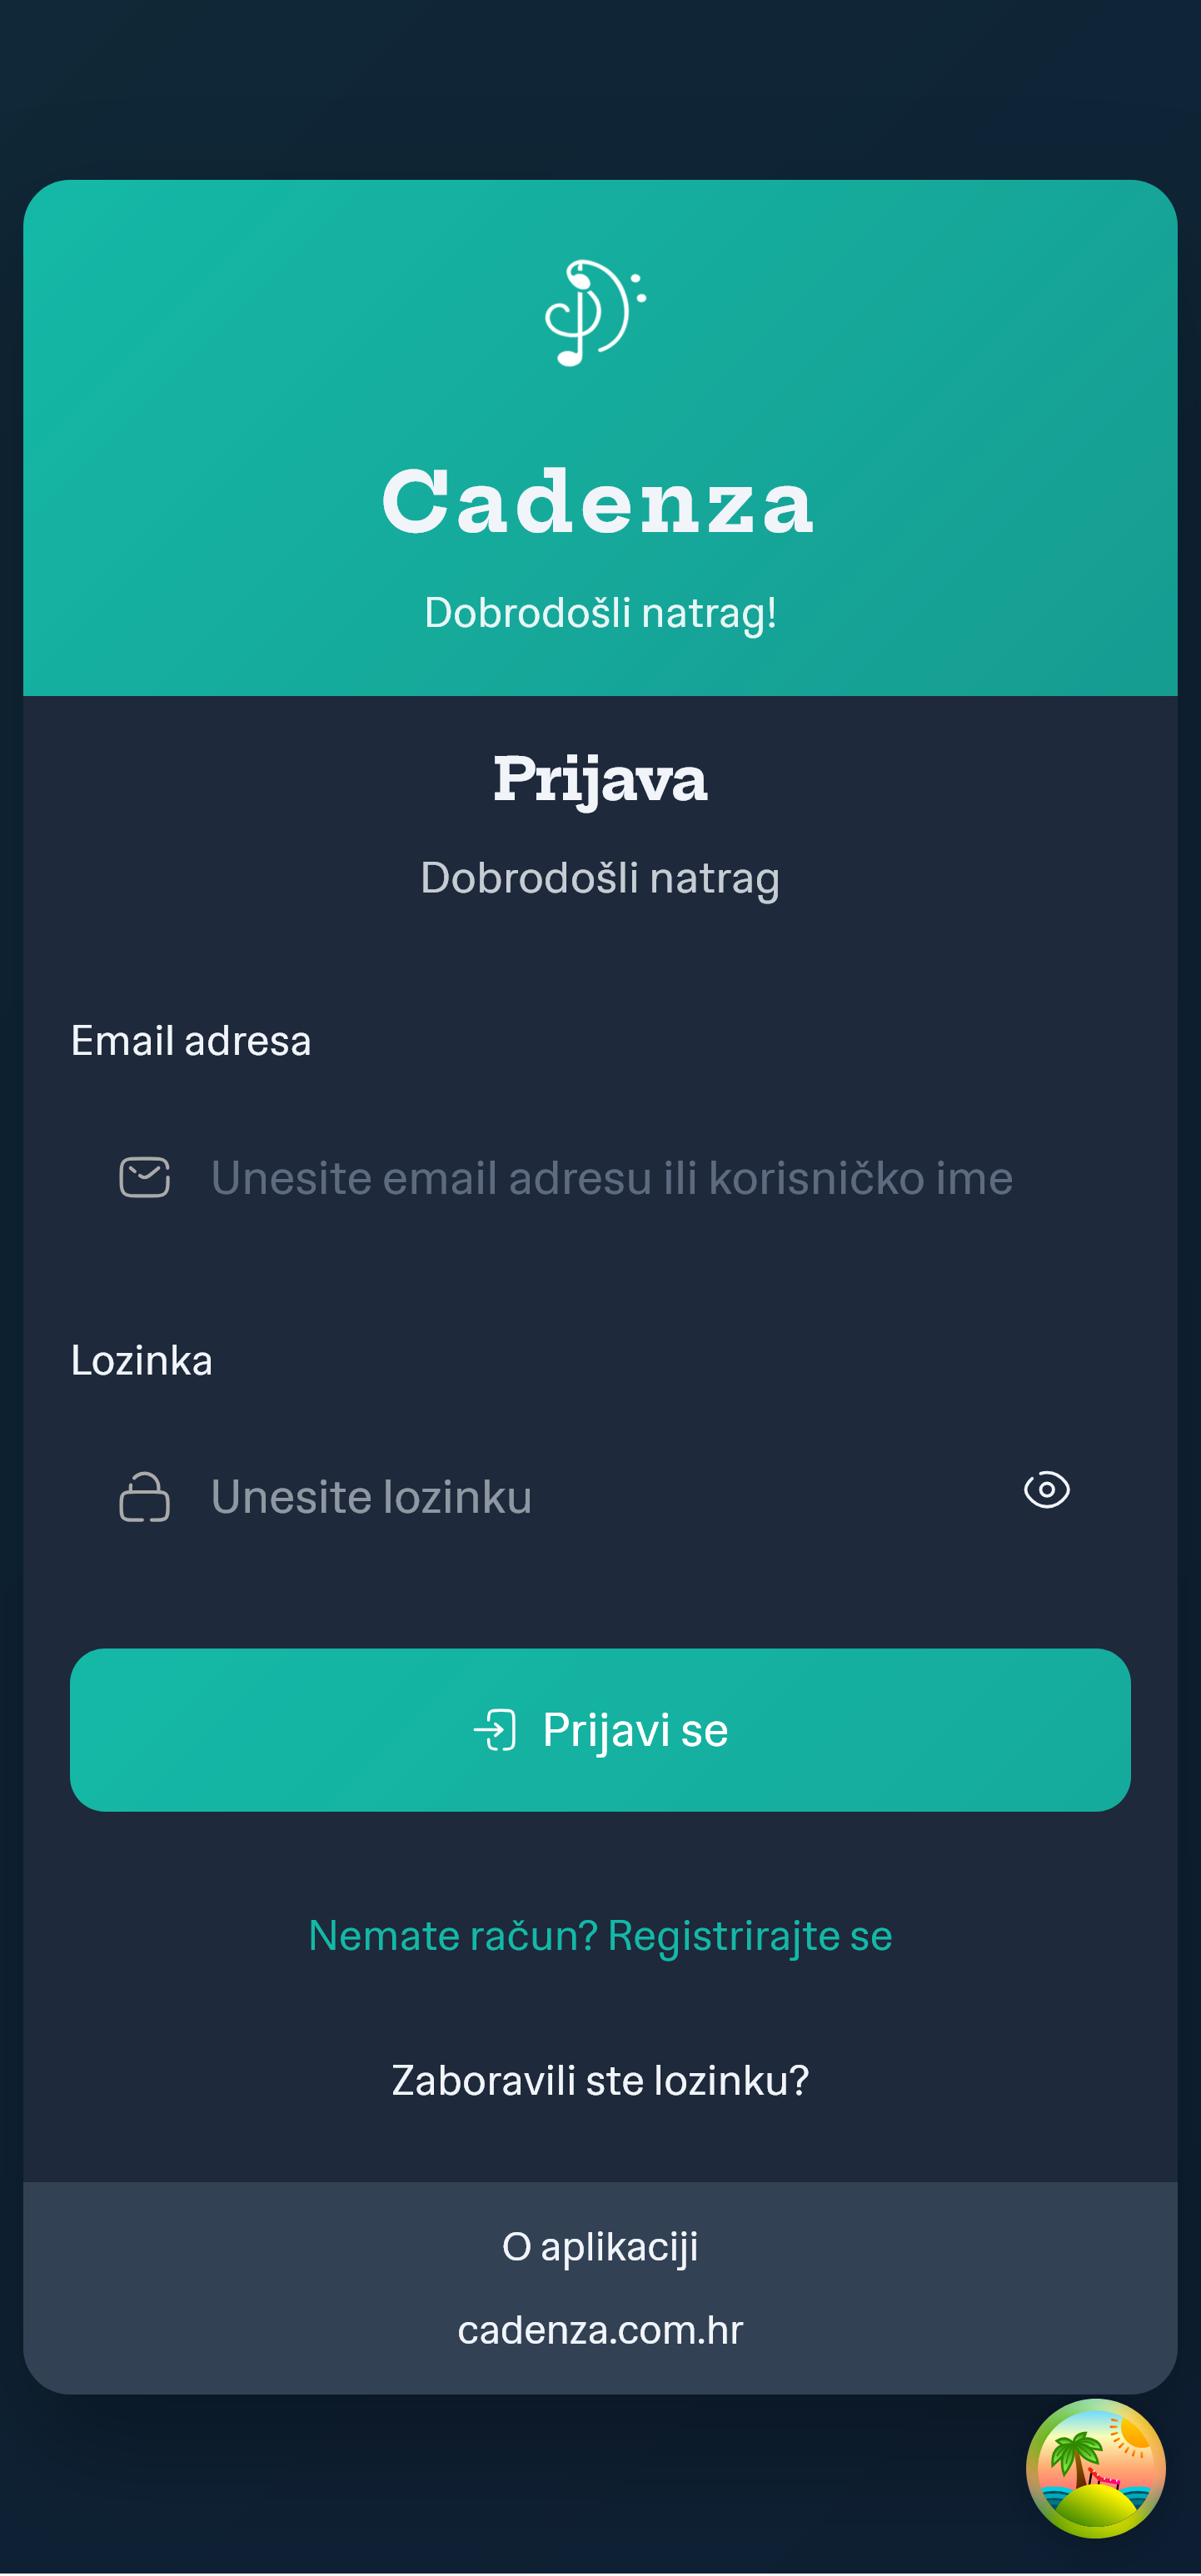 Cadenza
Dobrodošli natrag!
Prijava
Dobrodošli natrag
Email adresa
Unesite email adresu ili korisničko ime
Lozinka
Unesite lozinku
Prijavi se
Nemate račun? Registrirajte se
Zaboravili ste lozinku?
O aplikaciji
cadenza.com.hr